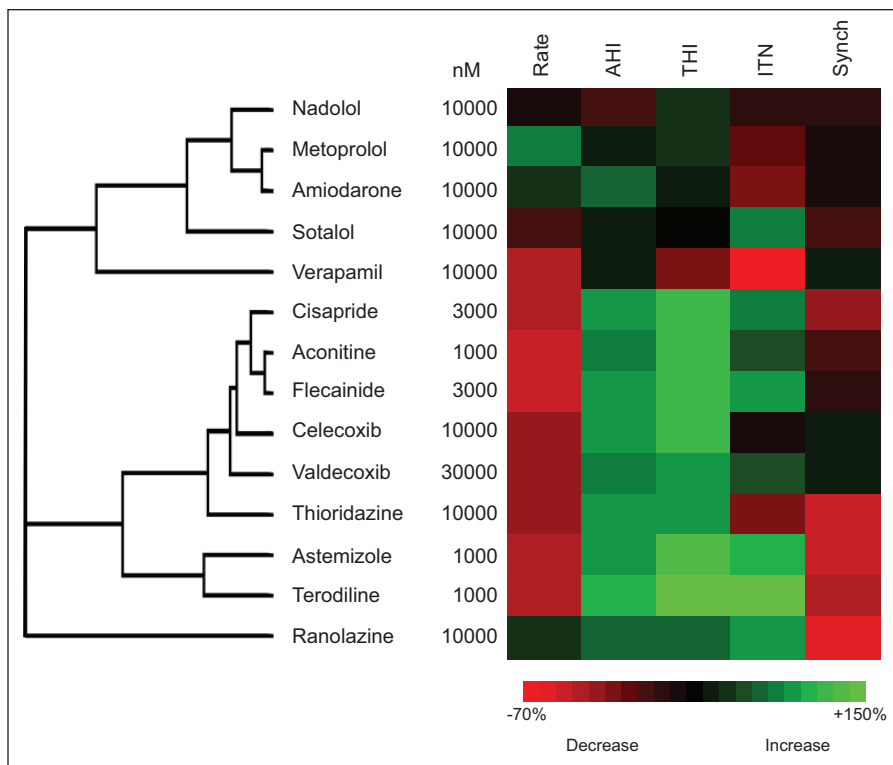 nM Rate AHI THI ITN Synch
Nadolol 10000
Metoprolol 10000
Amiodarone 10000
Sotalol 10000
Verapamil 10000
Cisapride 3000
Aconitine 1000
Flecainide 3000
Celecoxib 10000
Valdecoxib 30000
Thioridazine 10000
Astemizole 1000
Terodiline 1000
Ranolazine 10000
-70% +150%
Decrease Increase